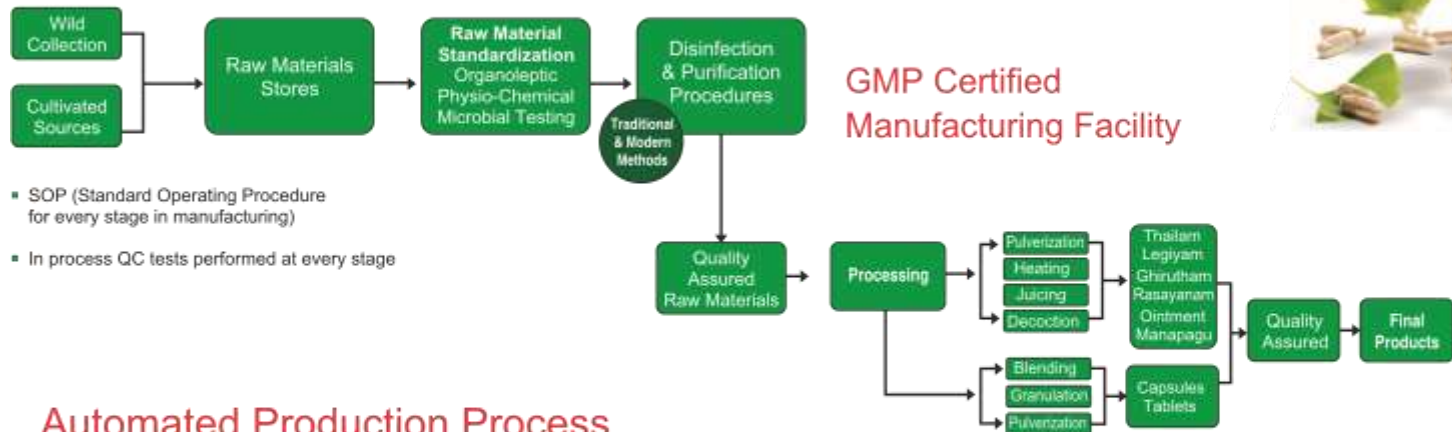 Wild
Collection
Cultivated
Sources
Raw Materials
Stores
Raw Material
Standardization
Organoleptic
Physio-Chemical
Microbial Testing
Disinfection
& Purification
Procedures
Traditional
& Modern
Methods
GMP Certified
Manufacturing Facility
▪ SOP (Standard Operating Procedure
for every stage in manufacturing)
▪ In process QC tests performed at every stage
Quality
Assured
Raw Materials
Processing
Pulverization
Heating
Juicing
Decoction
Thailam
Legiyam
Ghirutham
Rasayanam
Ointment
Manapagu
Blending
Granulation
Pulverization
Capsules
Tablets
Quality
Assured
Final
Products
Automated Production Process